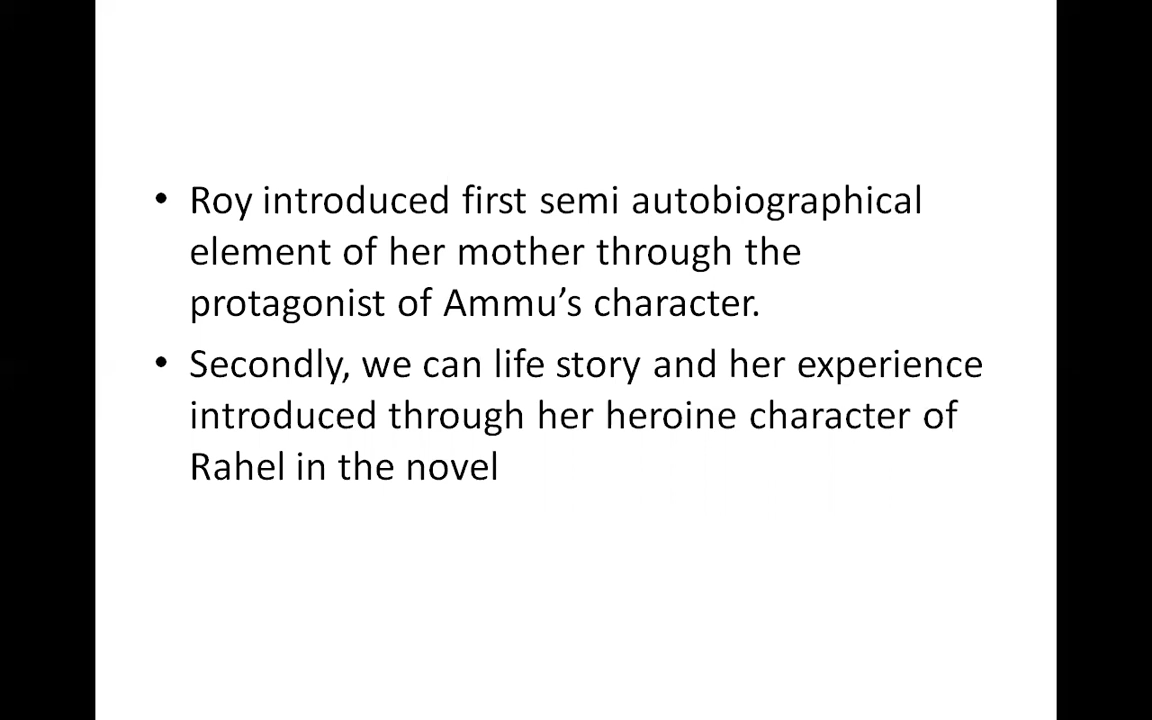 • Roy introduced first semi autobiographical
element of her mother through the
protagonist of Ammu’s character.
• Secondly, we can life story and her experience
introduced through her heroine character of
Rahel in the novel